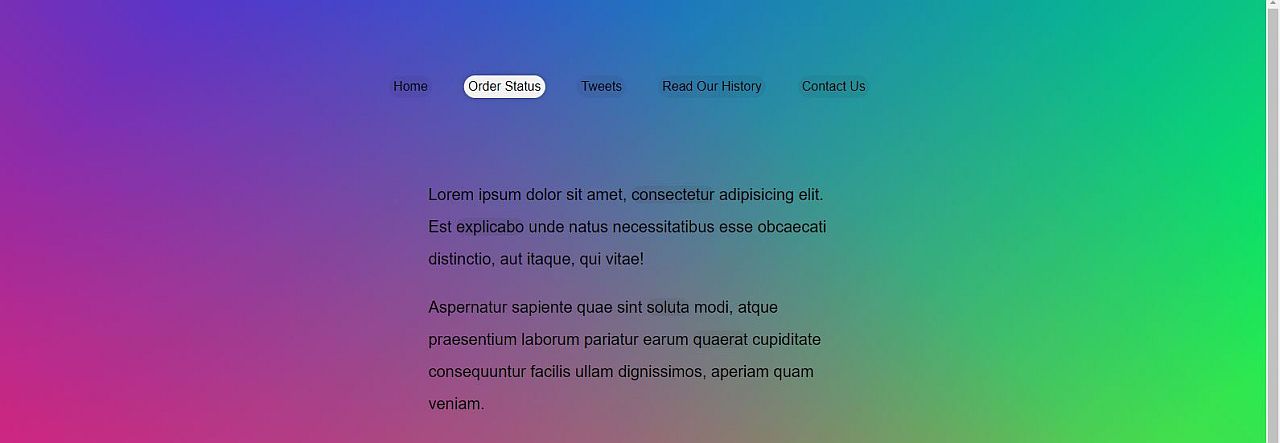 Home Order Status Tweets Read Our History Contact Us
Lorem ipsum dolor sit amet, consectetur adipisicing elit.
Est explicabo unde natus necessitatibus esse obcaecati
distinctio, aut itaque, qui vitae!
Aspernatur sapiente quae sint soluta modi, atque
praesentium laborum pariatur earum quaerat cupiditate
consequuntur facilis ullam dignissimos, aperiam quam
veniam.